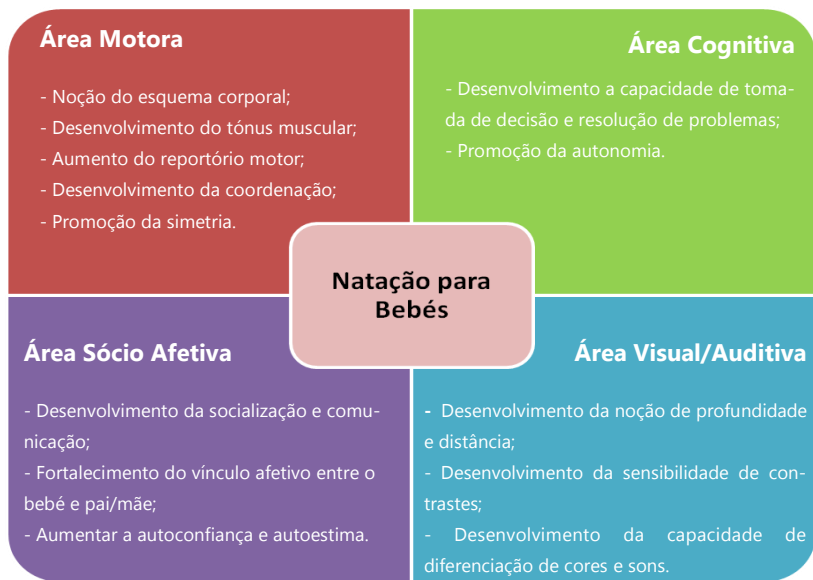 Área Motora
- Noção do esquema corporal;
- Desenvolvimento do tónus muscular;
- Aumento do reportório motor;
- Desenvolvimento da coordenação;
- Promoção da simetria.
Área Cognitiva
- Desenvolvimento a capacidade de toma-
da de decisão e resolução de problemas;
- Promoção da autonomia.
Natação para
Bebés
Área Sócio Afetiva
- Desenvolvimento da socialização e comu-
nicação;
- Fortalecimento do vínculo afetivo entre o
bebé e pai/mãe;
- Aumentar a autoconfiança e autoestima.
Área Visual/Auditiva
- Desenvolvimento da noção de profundidade
e distância;
- Desenvolvimento da sensibilidade de con-
trastes;
- Desenvolvimento da capacidade de
diferenciação de cores e sons.